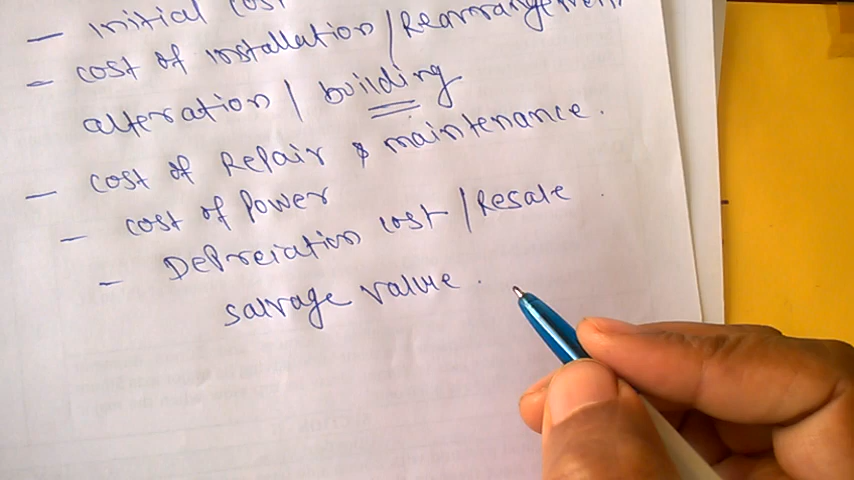 - Initial cost
- cost of installation / Rearrangement
alteration / building
- cost of Repair & maintenance.
- cost of Power
- Depreiation cost / Resale
salvage value.